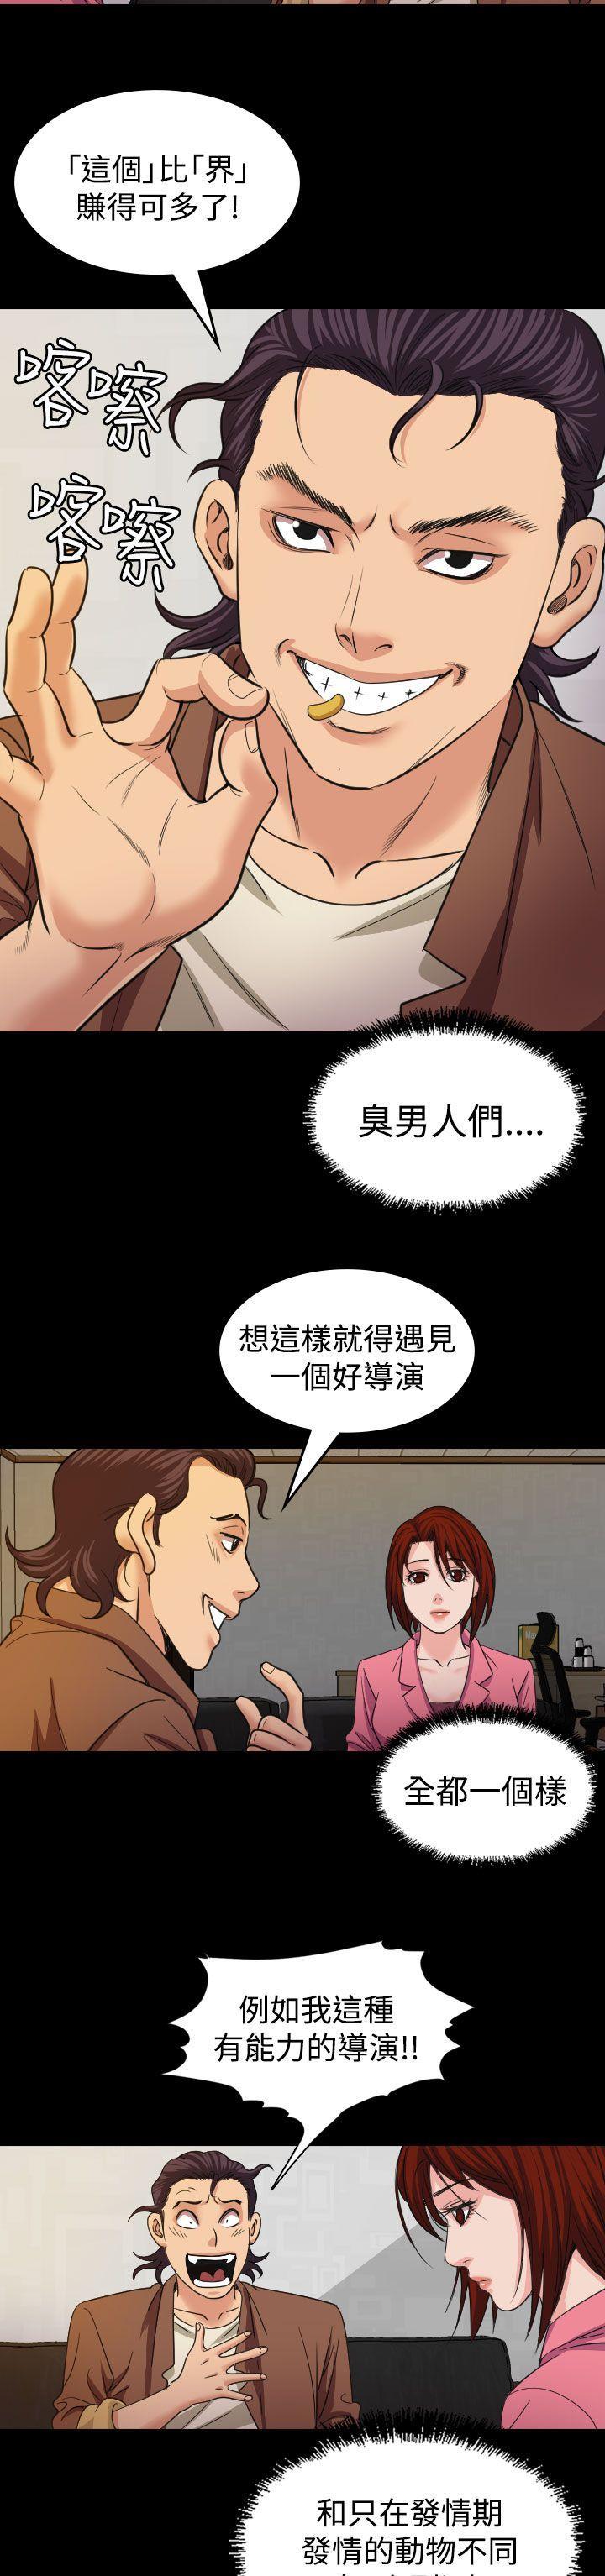 「這個」比「界」
賺得可多了!
喀嚓
喀嚓
臭男人們....
想這樣就得遇見
一個好導演
全都一個樣
例如我這種
有能力的導演!!
和只在發情期
發情的動物不同